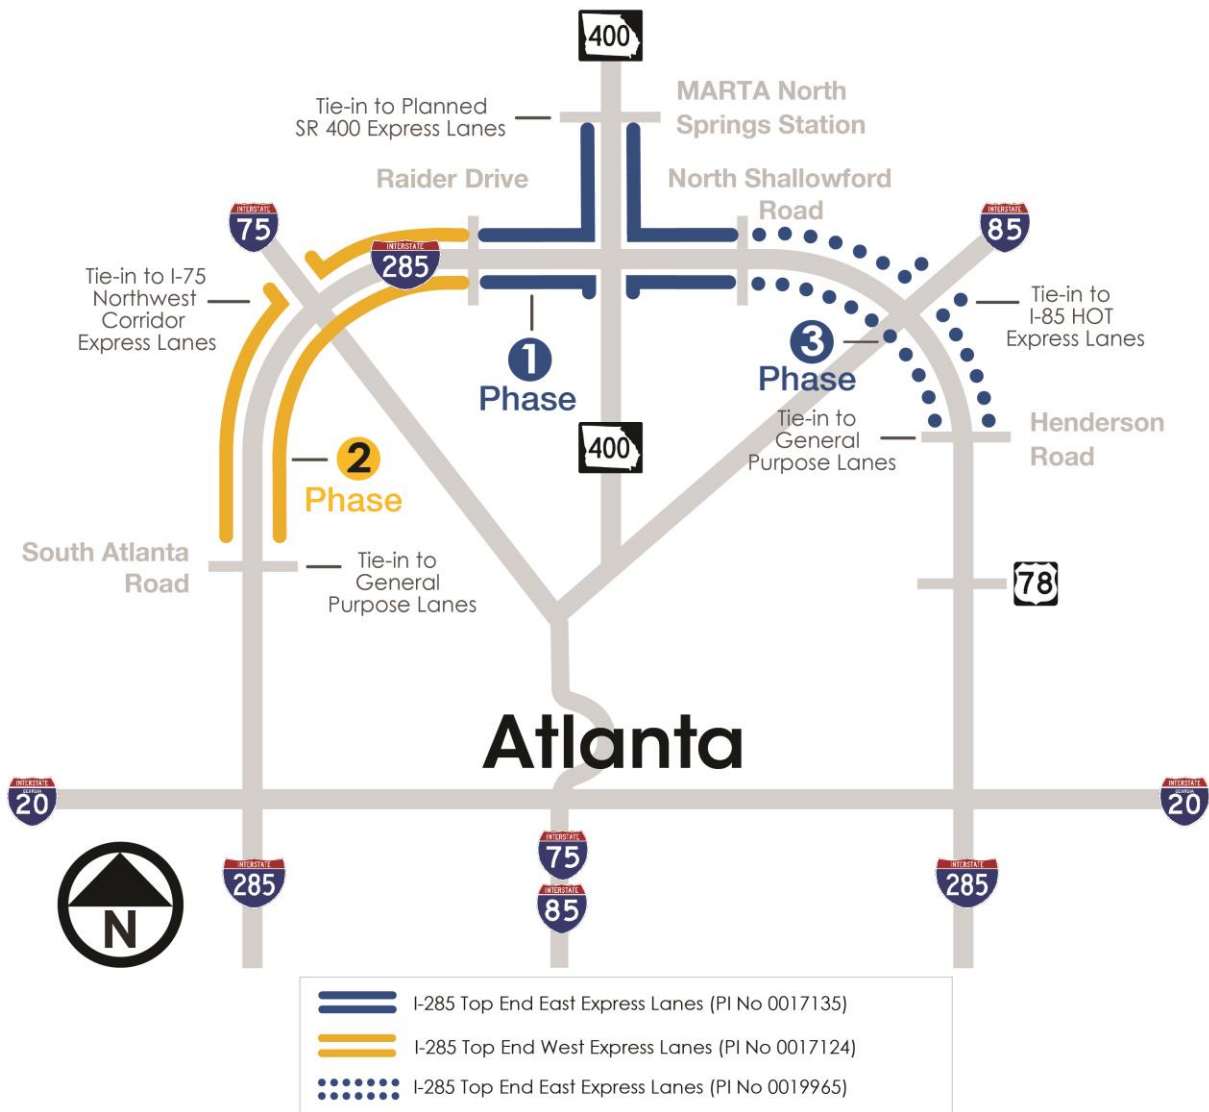 400
Tie-in to Planned
SR 400 Express Lanes
MARTA North
Springs Station
Raider Drive
North Shallowford
Road
INTERSTATE
75
INTERSTATE
85
INTERSTATE
285
Tie-in to I-75
Northwest
Corridor
Express Lanes
Tie-in to
I-85 HOT
Express Lanes
1
Phase
3
Phase
Tie-in to
General
Purpose Lanes
Henderson
Road
400
2
Phase
South Atlanta
Road
Tie-in to
General
Purpose Lanes
78
Atlanta
INTERSTATE
GEORGIA
20
INTERSTATE
GEORGIA
20
INTERSTATE
75
INTERSTATE
285
INTERSTATE
285
INTERSTATE
85
N
I-285 Top End East Express Lanes (PI No 0017135)
I-285 Top End West Express Lanes (PI No 0017124)
I-285 Top End East Express Lanes (PI No 0019965)